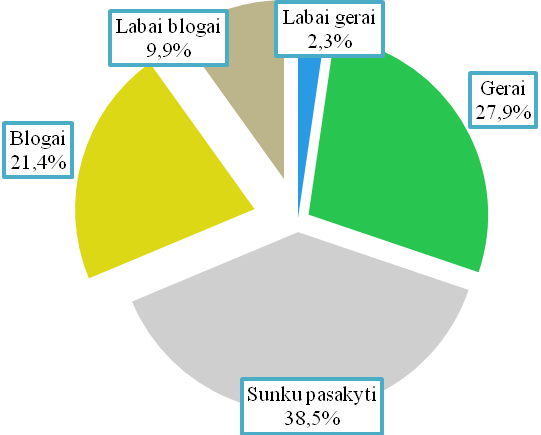 Labai gerai
2,3%
Gerai
27,9%
Sunku pasakyti
38,5%
Blogai
21,4%
Labai blogai
9,9%